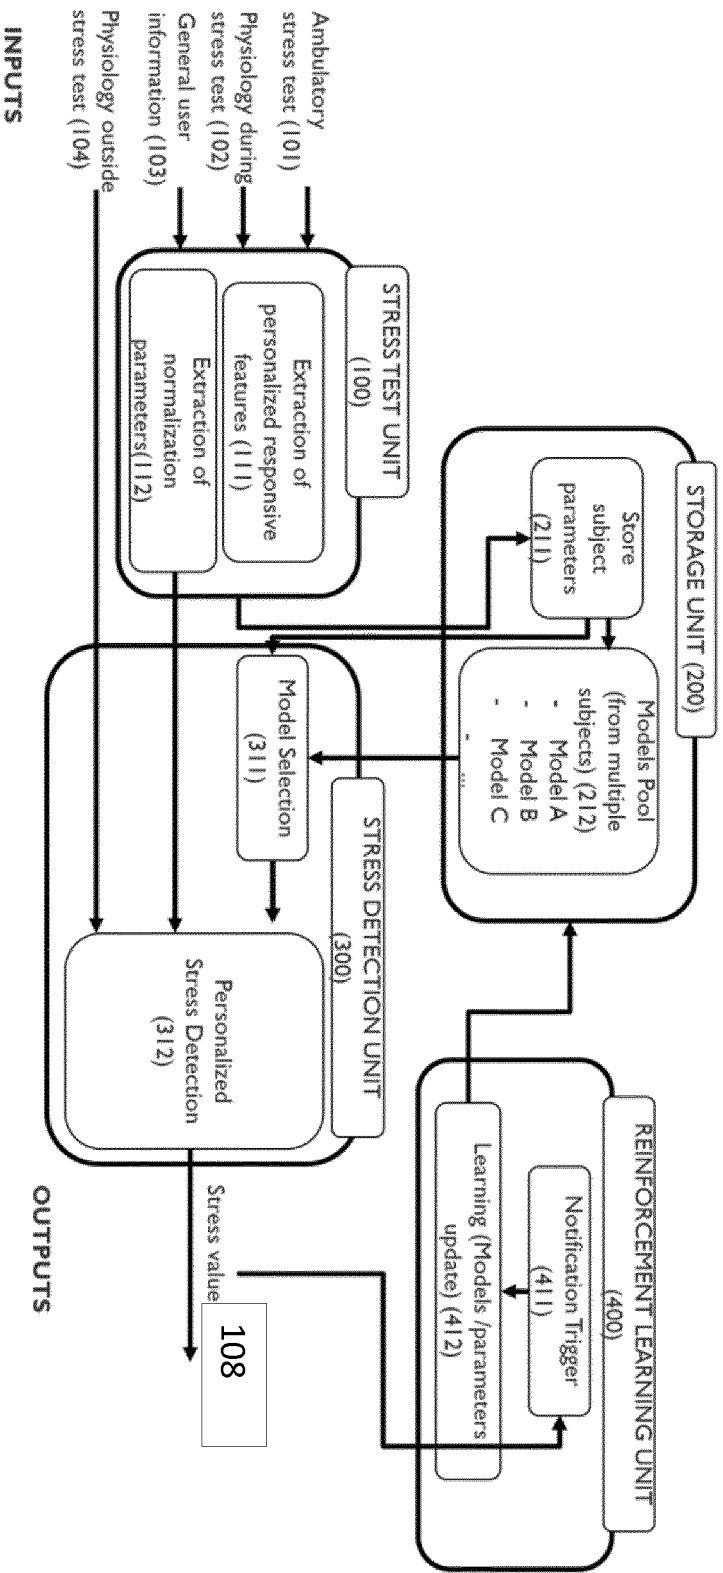 INPUTS
Ambulatory
stress test (101)
Physiology during
stress test (102)
General user
information (103)
Physiology outside
stress test (104)
STRESS TEST UNIT
(100)
Extraction of
personalized responsive
features (111)
Extraction of
normalization
parameters(112)
STORAGE UNIT (200)
Store
subject
parameters
(211)
Models Pool
(from multiple
subjects) (212)
- Model A
- Model B
- Model C
- ...
STRESS DETECTION UNIT
(300)
Model Selection
(311)
Personalized
Stress Detection
(312)
REINFORCEMENT LEARNING UNIT
(400)
Notification Trigger
(411)
Learning (Models /parameters
update) (412)
OUTPUTS
Stress value
108